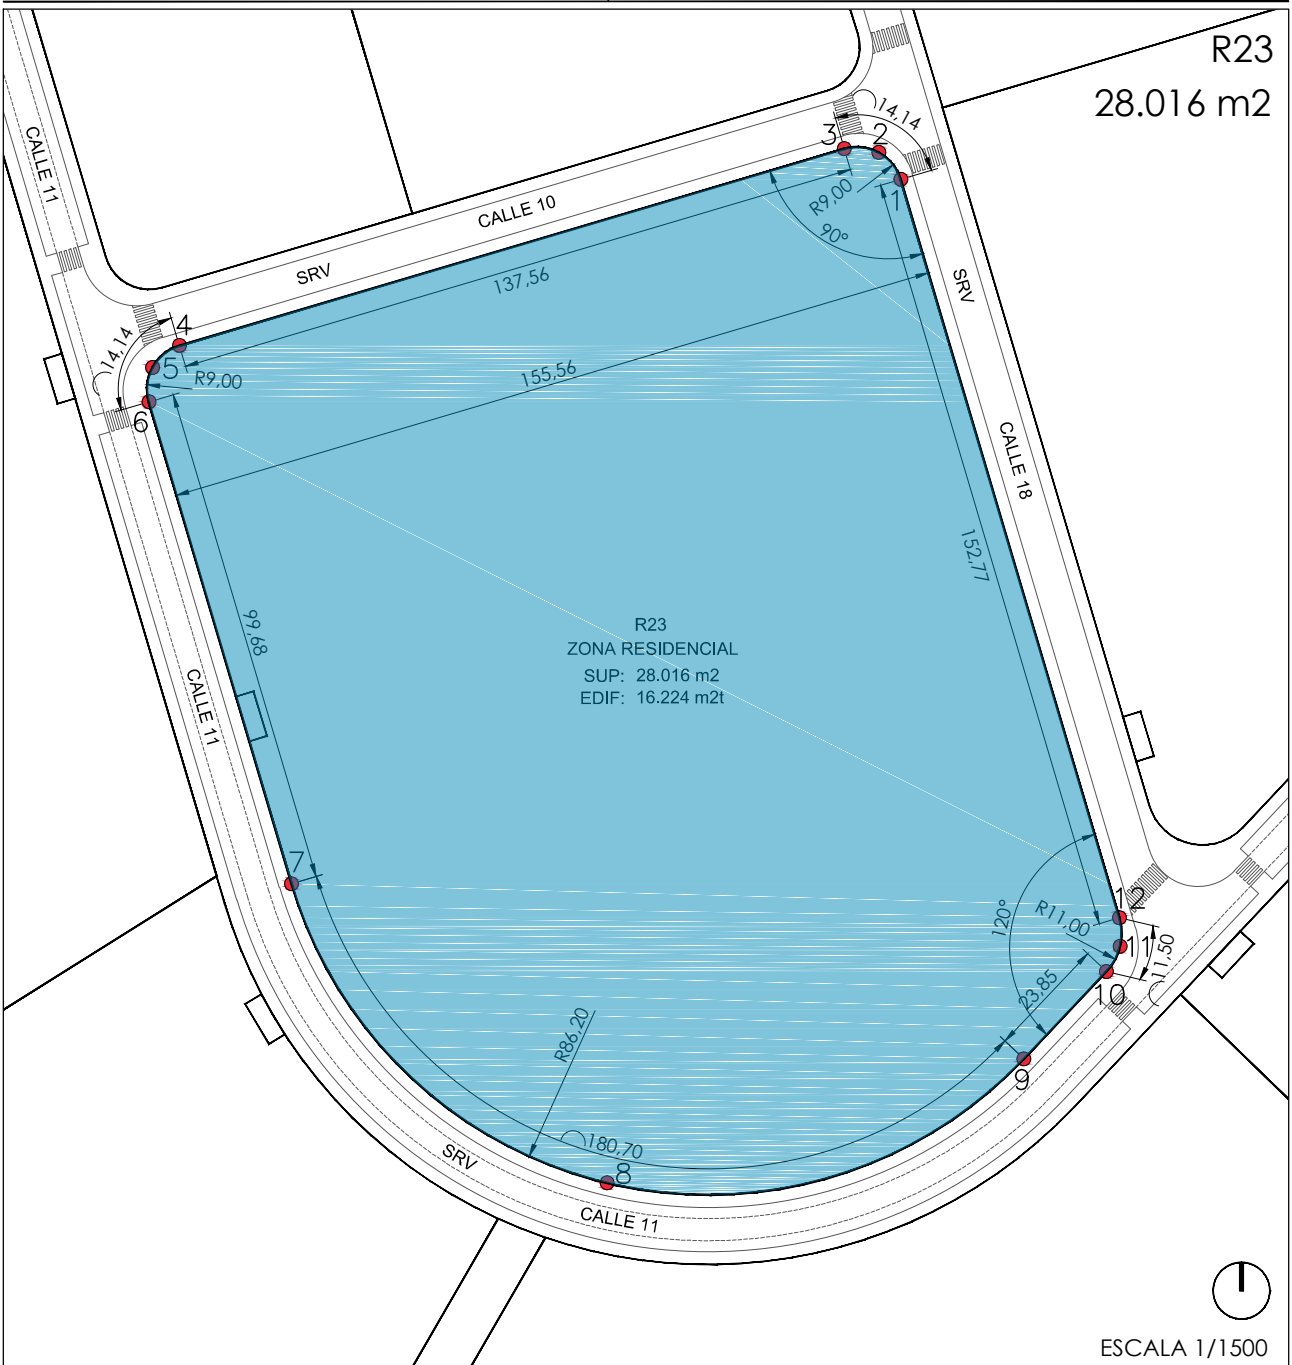 R23
28.016 m2
14,14
3
2
1
CALLE 11
CALLE 10
R9,00
90°
SRV
SRV
137,56
14,14
4
5
R9,00
6
155,56
CALLE 18
152,77
99,68
R23
ZONA RESIDENCIAL
SUP: 28.016 m2
EDIF: 16.224 m2t
CALLE 11
7
12
R11,00
120°
11
11,50
10
23,85
R86,20
9
180,70
SRV
8
CALLE 11
ESCALA 1/1500